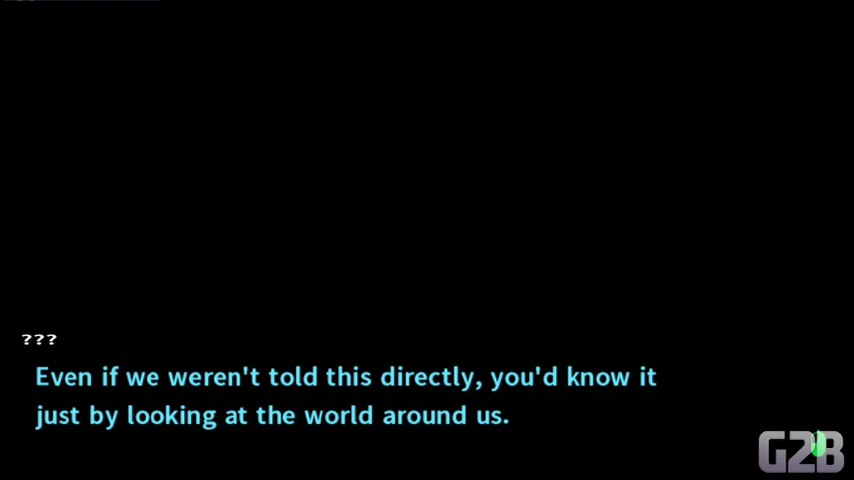 ???
Even if we weren't told this directly, you'd know it
just by looking at the world around us.
G2B